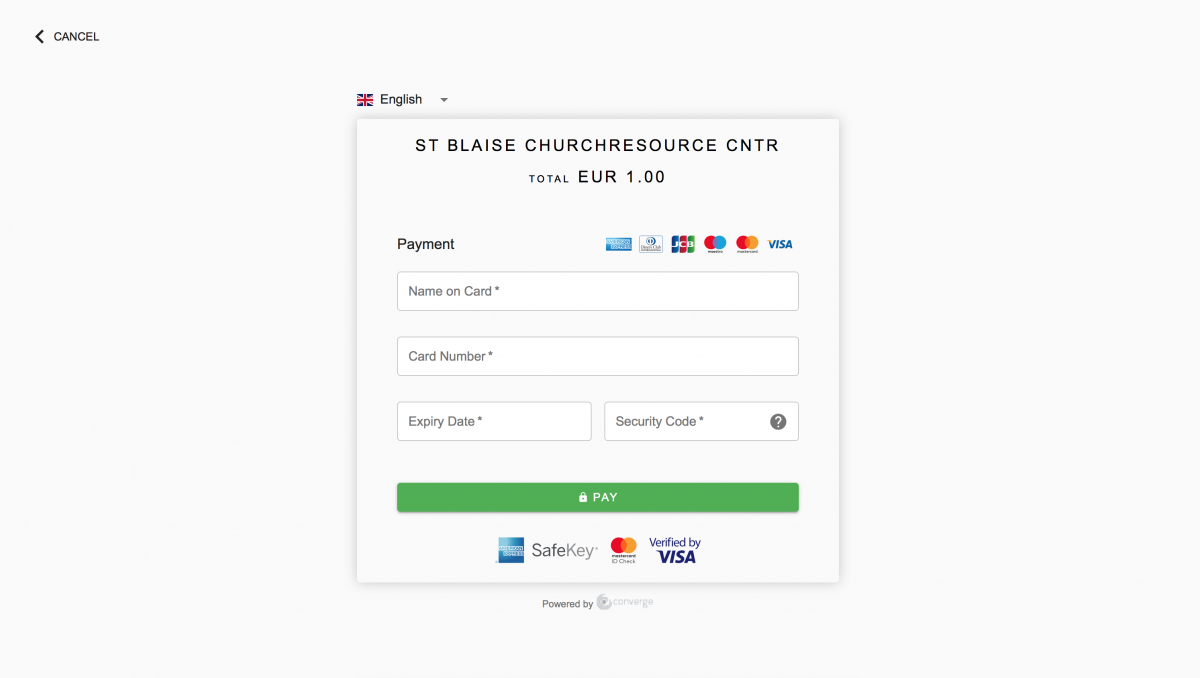 CANCEL
English
ST BLAISE CHURCHRESOURCE CNTR
TOTAL EUR 1.00
Payment
AMERICAN EXPRESS Diners Club JCB maestro mastercard VISA
Name on Card *
Card Number *
Expiry Date *
Security Code * ?
PAY
AMERICAN EXPRESS SafeKey mastercard ID Check Verified by VISA
Powered by converge